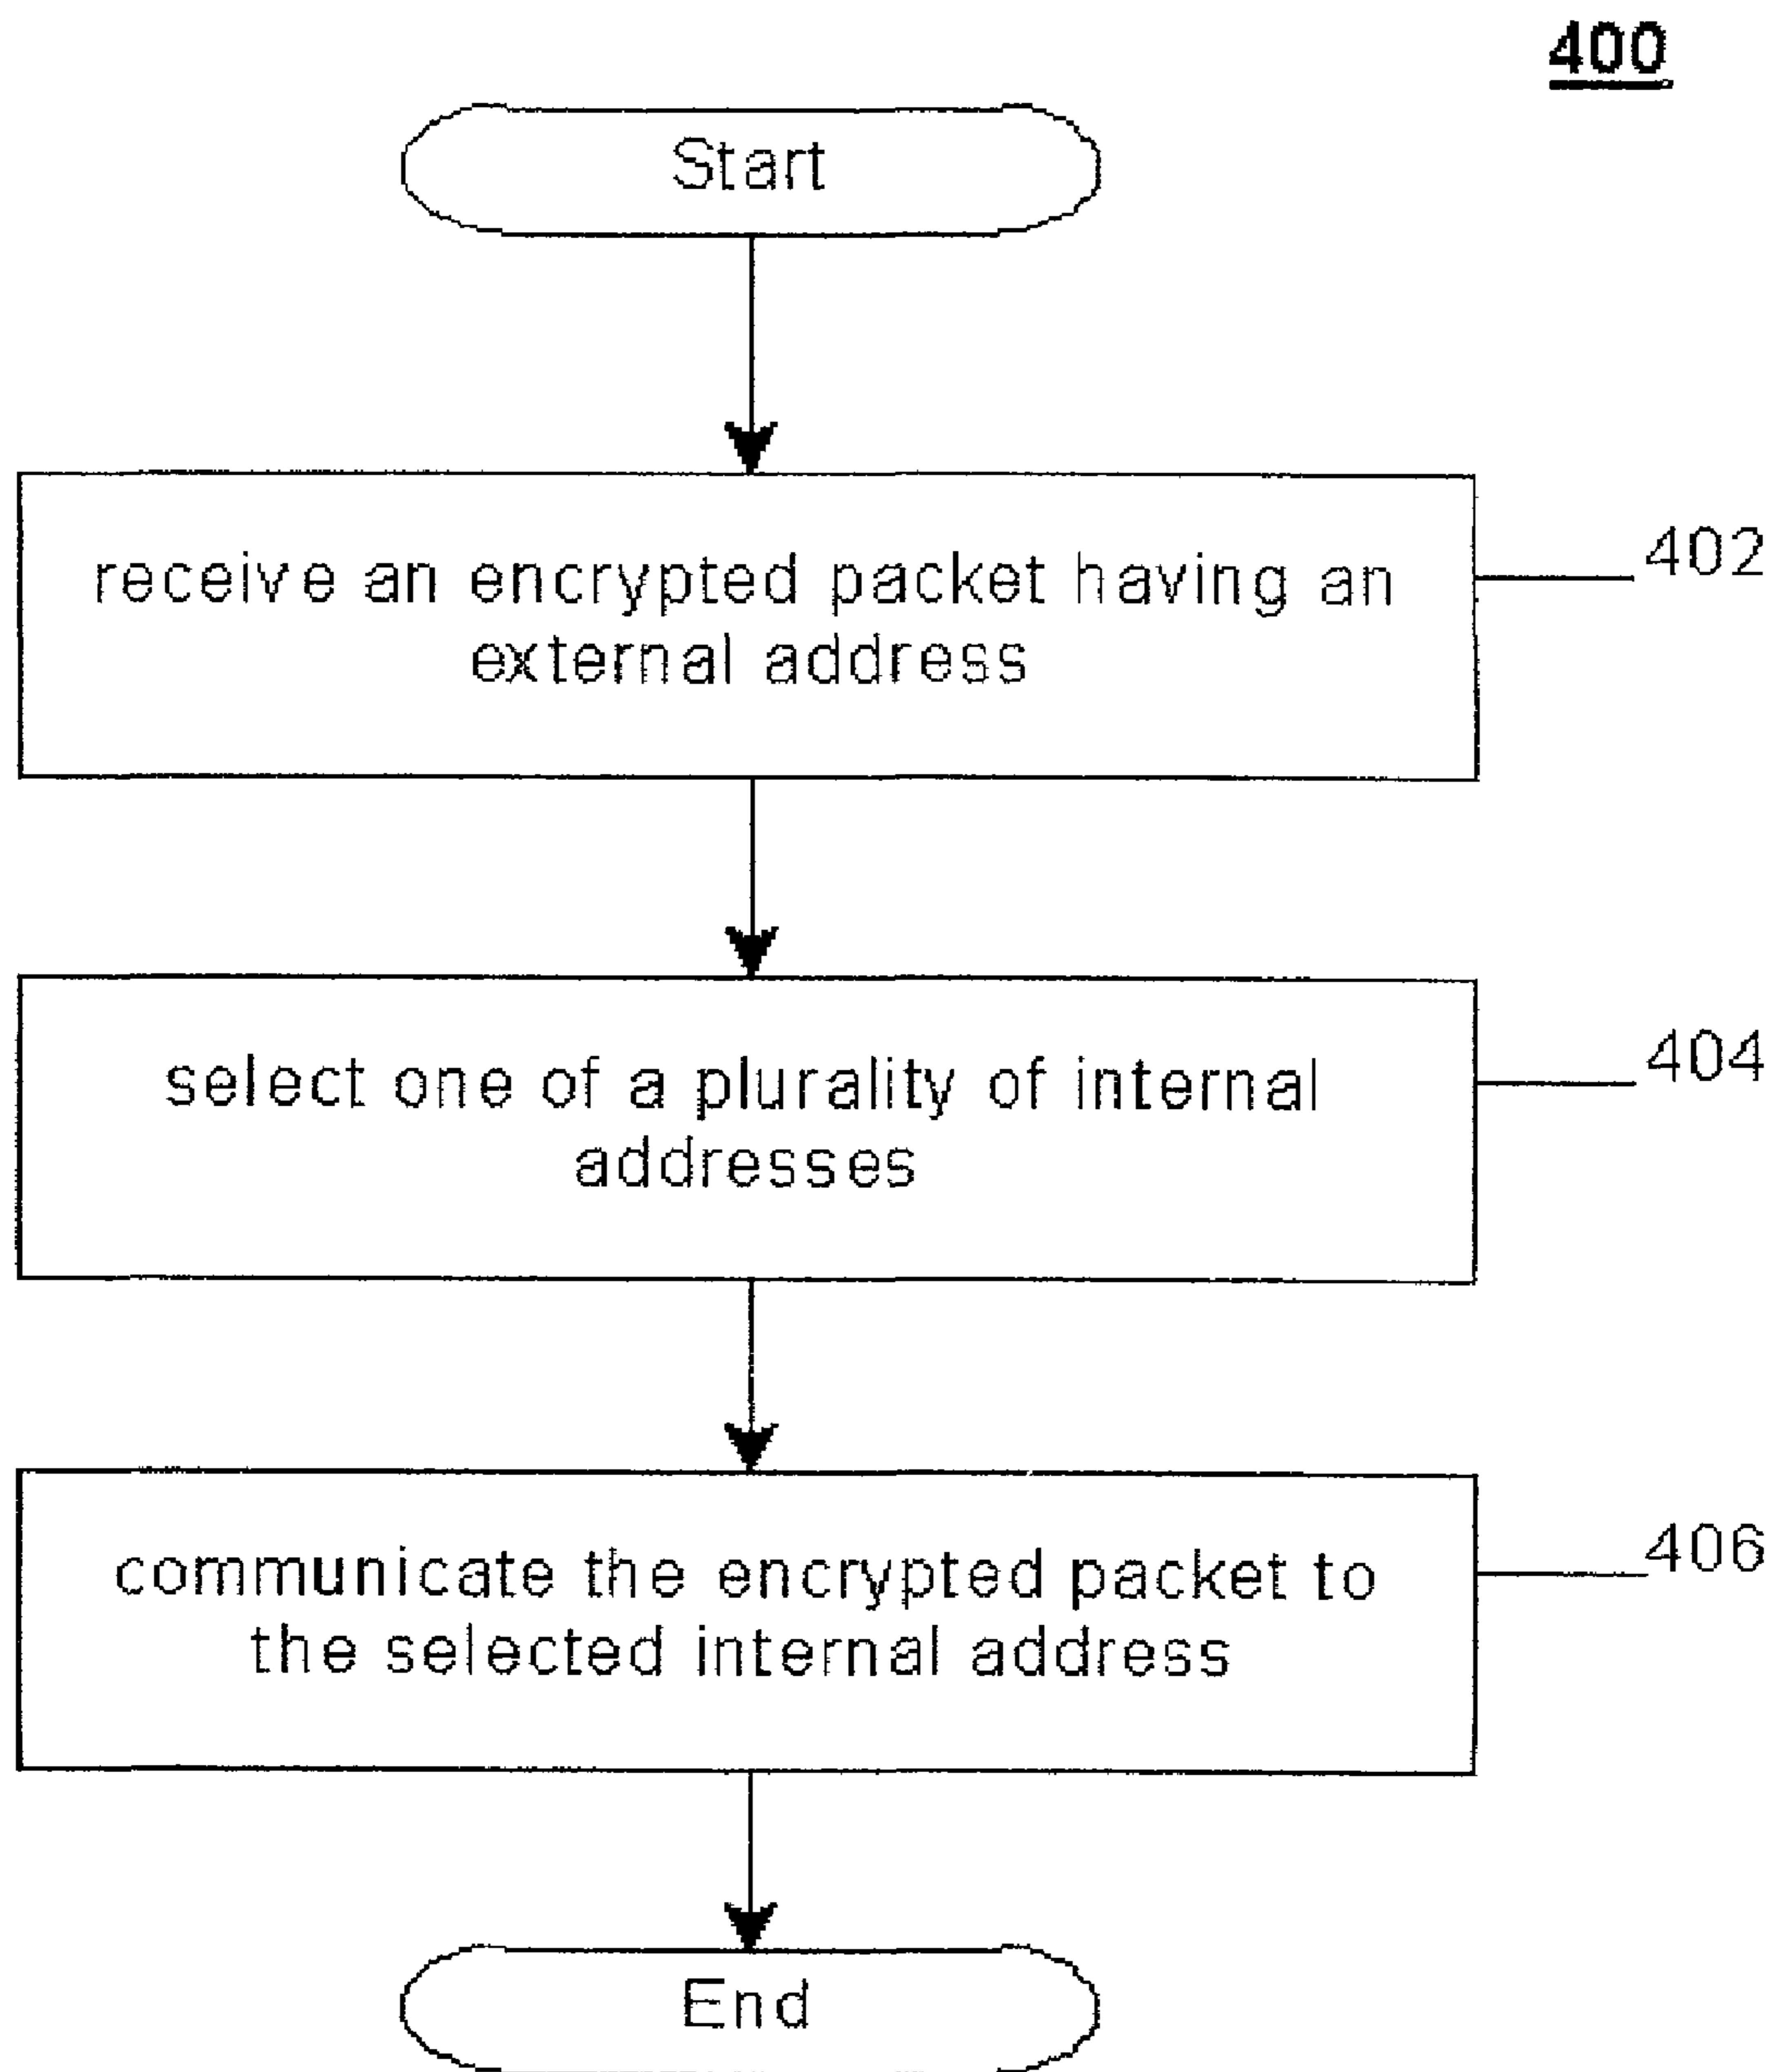 400
Start
receive an encrypted packet having an
external address
402
select one of a plurality of internal
addresses
404
communicate the encrypted packet to
the selected internal address
406
End